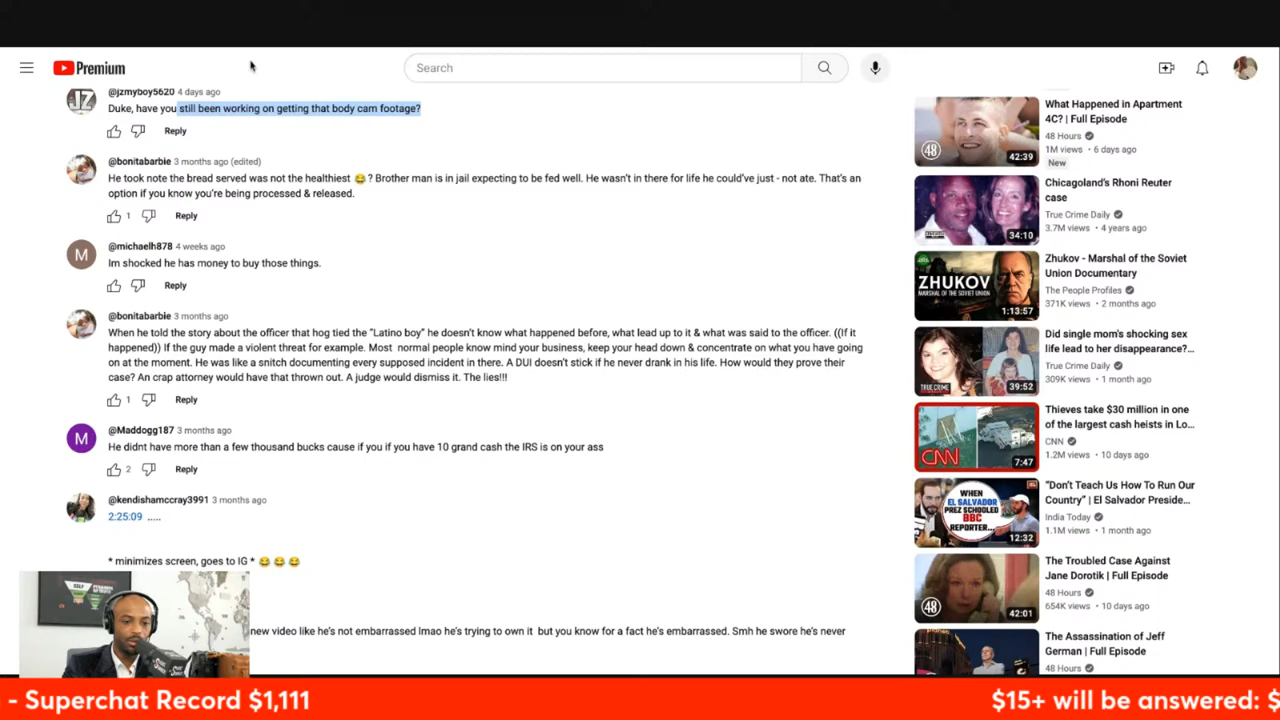 Premium
Search
@jzmyboy5620 4 days ago
Duke, have you still been working on getting that body cam footage?
Reply
@bonitabarbie 3 months ago (edited)
He took note the bread served was not the healthiest 😂? Brother man is in jail expecting to be fed well. He wasn't in there for life he could've just - not ate. That's an
option if you know you're being processed & released.
1 Reply
M
@michaelh878 4 weeks ago
Im shocked he has money to buy those things.
Reply
@bonitabarbie 3 months ago
When he told the story about the officer that hog tied the "Latino boy" he doesn't know what happened before, what lead up to it & what was said to the officer. ((If it
happened)) If the guy made a violent threat for example. Most normal people know mind your business, keep your head down & concentrate on what you have going
on at the moment. He was like a snitch documenting every supposed incident in there. A DUI doesn't stick if he never drank in his life. How would they prove their
case? An crap attorney would have that thrown out. A judge would dismiss it. The lies!!!
1 Reply
M
@Maddogg187 3 months ago
He didnt have more than a few thousand bucks cause if you if you have 10 grand cash the IRS is on your ass
2 Reply
@kendishamccray3991 3 months ago
2:25:09 .....
* minimizes screen, goes to IG * 😂 😂 😂
new video like he's not embarrassed lmao he's trying to own it but you know for a fact he's embarrassed. Smh he swore he's never
What Happened in Apartment
4C? | Full Episode
48 Hours
1M views • 6 days ago
New
48
42:39
Chicagoland's Rhoni Reuter
case
True Crime Daily
3.7M views • 4 years ago
34:10
Zhukov - Marshal of the Soviet
Union Documentary
The People Profiles
371K views • 2 months ago
ZHUKOV
MARSHAL OF THE SOVIET UNION
1:13:57
Did single mom's shocking sex
life lead to her disappearance?...
True Crime Daily
309K views • 1 month ago
TRUE CRIME
39:52
Thieves take $30 million in one
of the largest cash heists in Lo...
CNN
1.2M views • 10 days ago
CNN
7:47
"Don't Teach Us How To Run Our
Country" | El Salvador Preside...
India Today
1.1M views • 1 month ago
WHEN
EL SALVADOR
PREZ SCHOOLED
BBC
REPORTER...
12:32
The Troubled Case Against
Jane Dorotik | Full Episode
48 Hours
654K views • 10 days ago
48
42:01
The Assassination of Jeff
German | Full Episode
48 Hours
- Superchat Record $1,111
$15+ will be answered: $